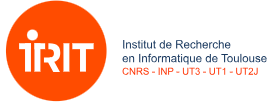 iRIT
Institut de Recherche
en Informatique de Toulouse
CNRS - INP - UT3 - UT1 - UT2J